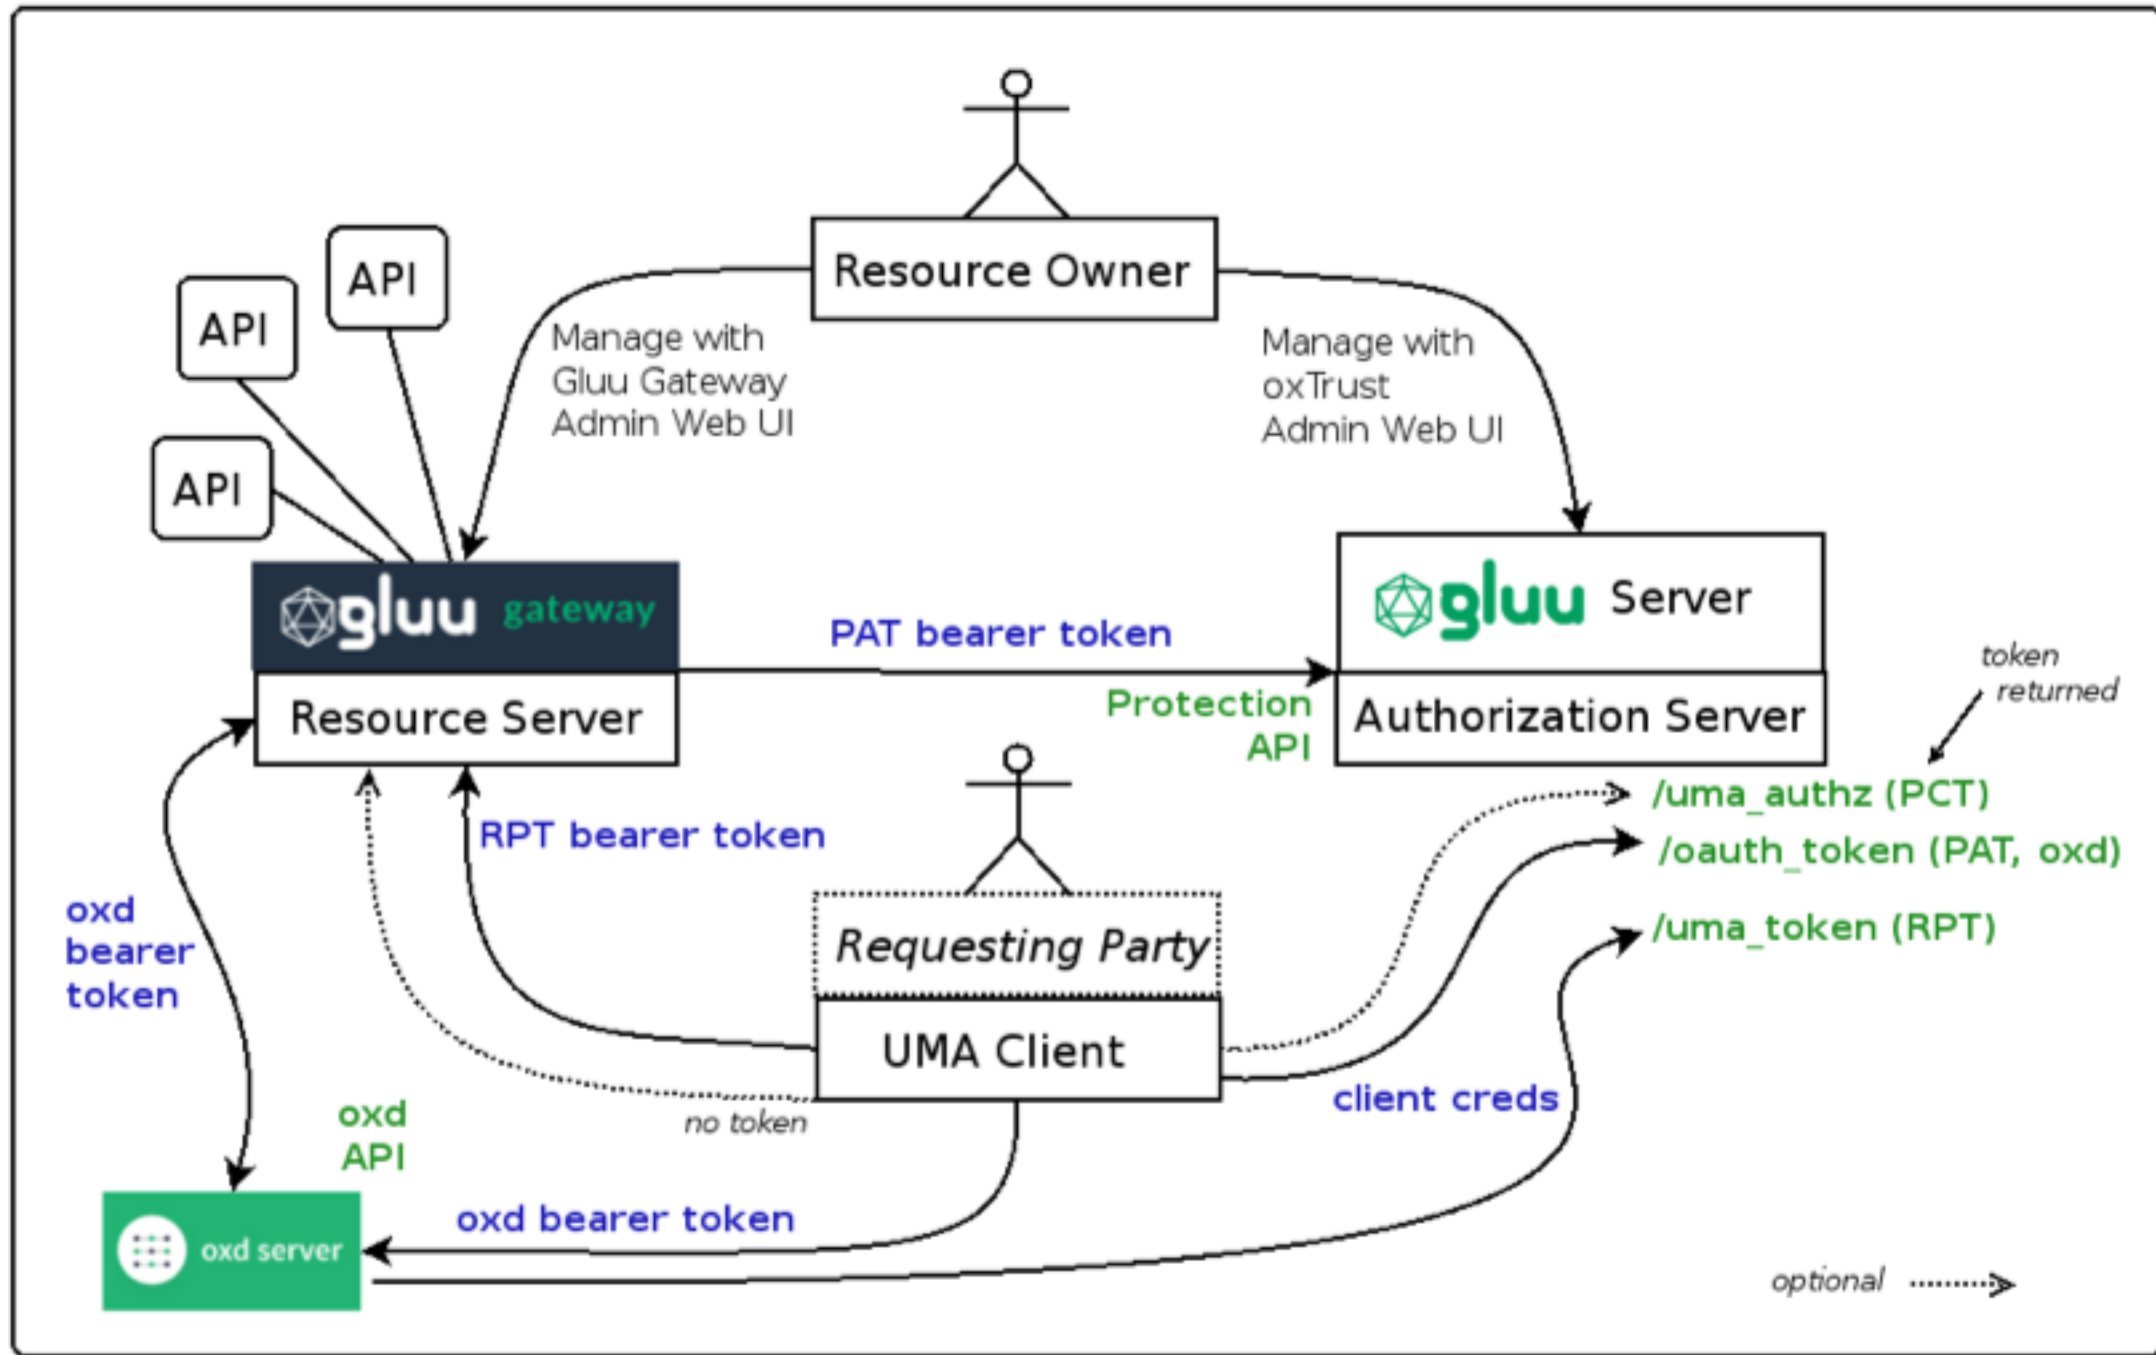 Resource Owner
API
API
API
Manage with
Gluu Gateway
Admin Web UI
Manage with
oxTrust
Admin Web UI
gluu gateway
Resource Server
PAT bearer token
Protection
API
gluu Server
Authorization Server
token
returned
/uma_authz (PCT)
/oauth_token (PAT, oxd)
/uma_token (RPT)
RPT bearer token
Requesting Party
UMA Client
no token
client creds
oxd
bearer
token
oxd
API
oxd bearer token
oxd server
optional